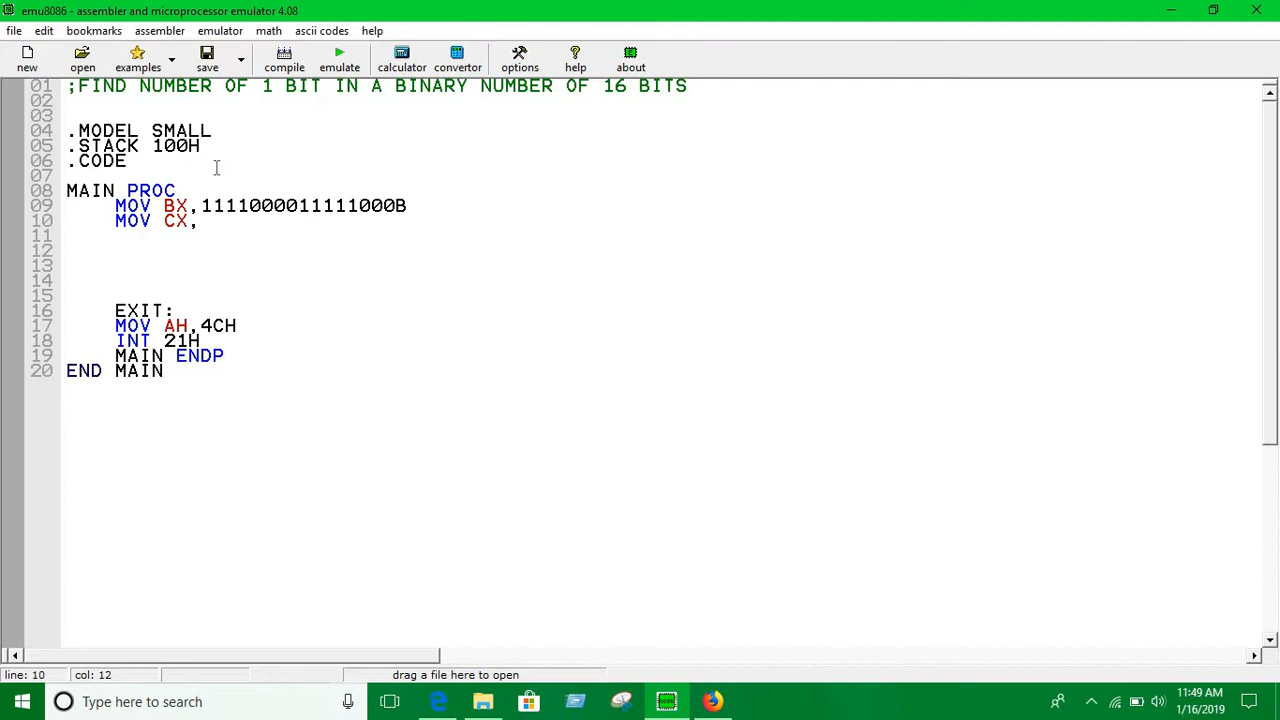 emu8086 - assembler and microprocessor emulator 4.08
file edit bookmarks assembler emulator math ascii codes help
new open examples save compile emulate calculator convertor options help about
01 ;FIND NUMBER OF 1 BIT IN A BINARY NUMBER OF 16 BITS
02
03
04 .MODEL SMALL
05 .STACK 100H
06 .CODE
07
08 MAIN PROC
09 MOV BX,1111000011111000B
10 MOV CX,
11
12
13
14
15
16 EXIT:
17 MOV AH,4CH
18 INT 21H
19 MAIN ENDP
20 END MAIN
line: 10 col: 12 drag a file here to open
Type here to search
11:49 AM
1/16/2019